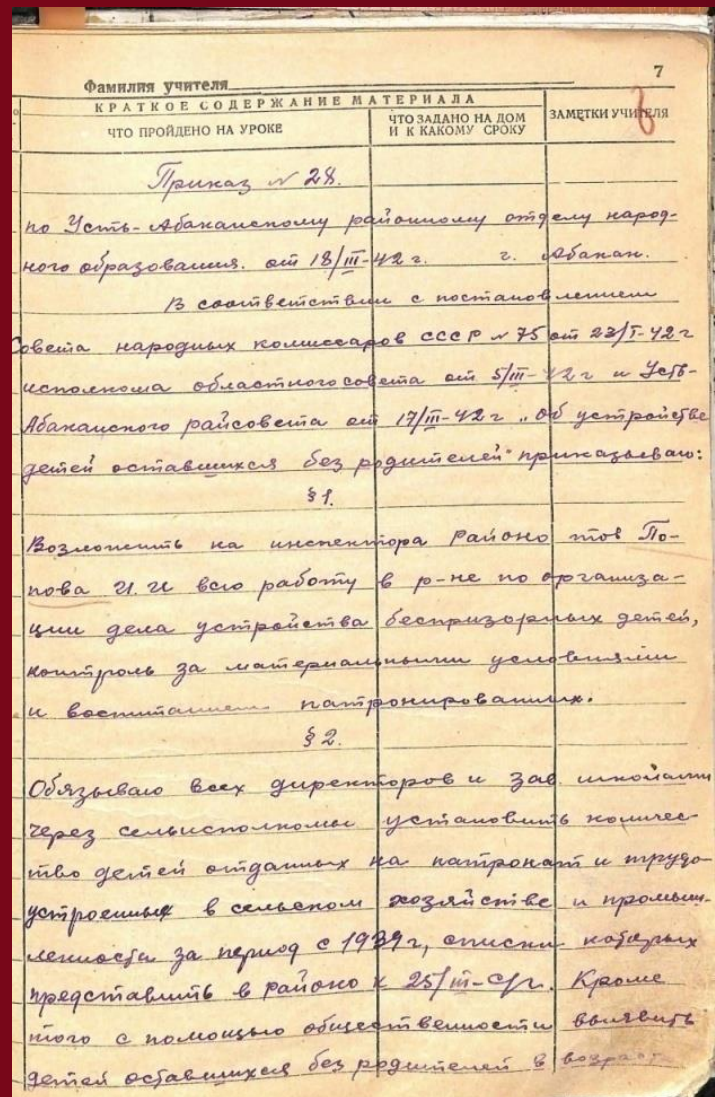 7
Фамилия учителя
КРАТКОЕ СОДЕРЖАНИЕ МАТЕРИАЛА
ЧТО ПРОЙДЕНО НА УРОКЕ
ЧТО ЗАДАНО НА ДОМ
И К КАКОМУ СРОКУ
ЗАМЕТКИ УЧИТЕЛЯ
Приказ № 28.
по Усть-Абаканскому районному отделу народ-
ного образования. от 18/III-42 г. г. Абакан.
В соответствии с постановлением
Совета народных комиссаров СССР № 75 от 23/I-42 г
исполкома областного совета от 5/III-42 г и Усть-
Абаканского райсовета от 17/III-42 г „об устройстве
детей оставшихся без родителей" приказываю:
§ 1.
Возложить на инспектора районо тов По-
пова И. И всю работу в р-не по организа-
ции дела устройства беспризорных детей,
контроль за материальными условиями
и воспитанием патронированных.
§ 2.
Обязываю всех директоров и зав. школами
через сельисполкомы установить количес-
тво детей отданных на патронат и трудо
устроенных в сельском хозяйстве и промыш-
ленности за период с 1939 г, списки которых
представить в районо к 25/III-с/г. Кроме
того с помощью общественности выявить
детей оставшихся без родителей в возраст